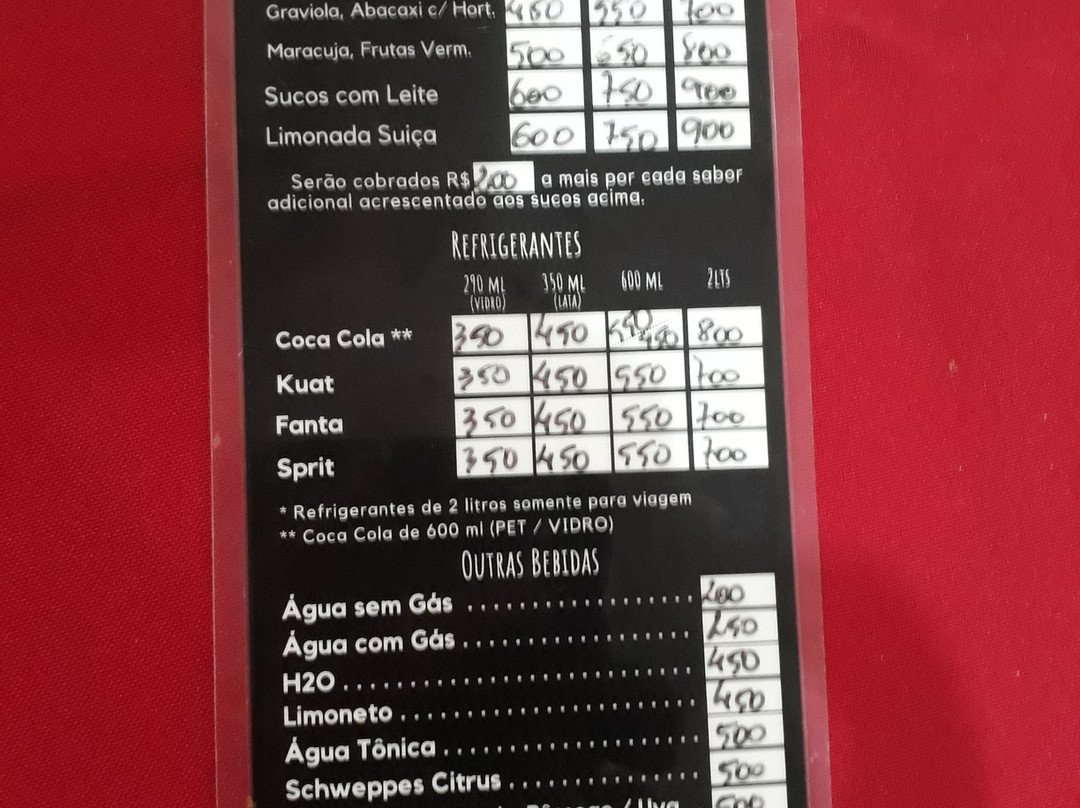 Graviola, Abacaxi c/ Hort. 450 550 700
Maracuja, Frutas Verm. 500 650 800
Sucos com Leite 600 750 900
Limonada Suiça 600 750 900
Serão cobrados R$ 200 a mais por cada sabor
adicional acrescentado aos sucos acima.
REFRIGERANTES
290 ML 350 ML 600 ML 2LTS
(VIDRO) (LATA)
Coca Cola ** 350 450 550 450 800
Kuat 350 450 550 700
Fanta 350 450 550 700
Sprit 350 450 550 700
* Refrigerantes de 2 litros somente para viagem
** Coca Cola de 600 ml (PET / VIDRO)
OUTRAS BEBIDAS
Água sem Gás .................. 200
Água com Gás .................. 250
H2O ........................... 450
Limoneto ....................... 450
Água Tônica .................... 500
Schweppes Citrus ............... 500
/ Uva